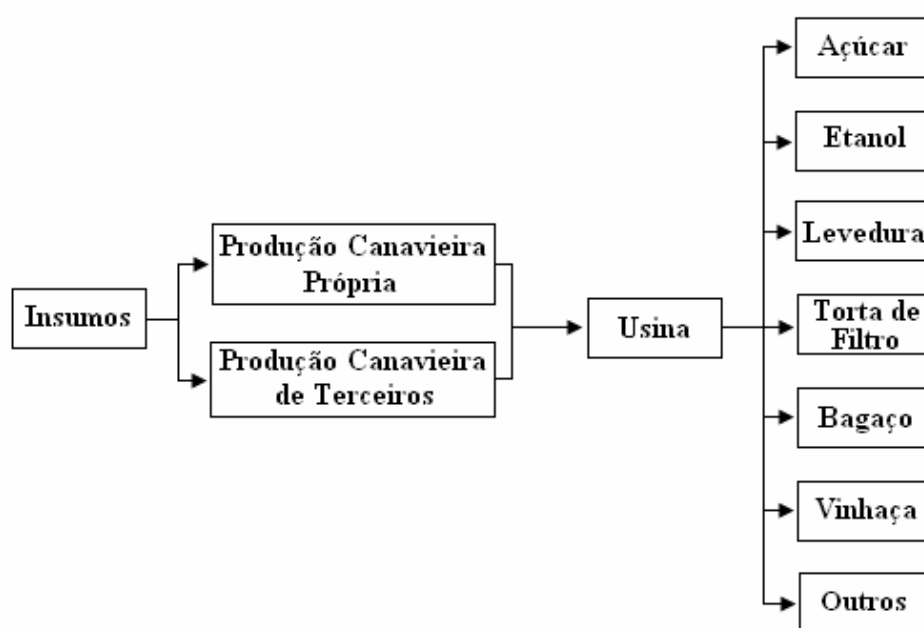 Insumos
Produção Canavieira
Própria
Produção Canavieira
de Terceiros
Usina
Açúcar
Etanol
Levedura
Torta de
Filtro
Bagaço
Vinhaça
Outros